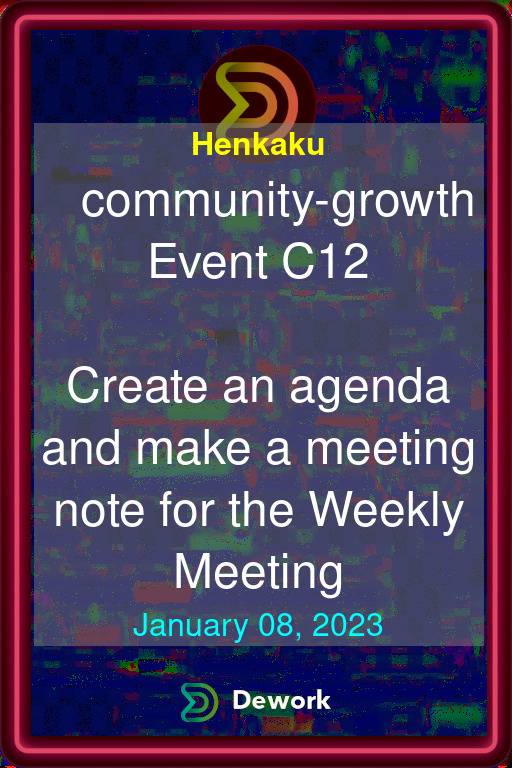 Henkaku
community-growth
Event C12
Create an agenda
and make a meeting
note for the Weekly
Meeting
January 08, 2023
Dework